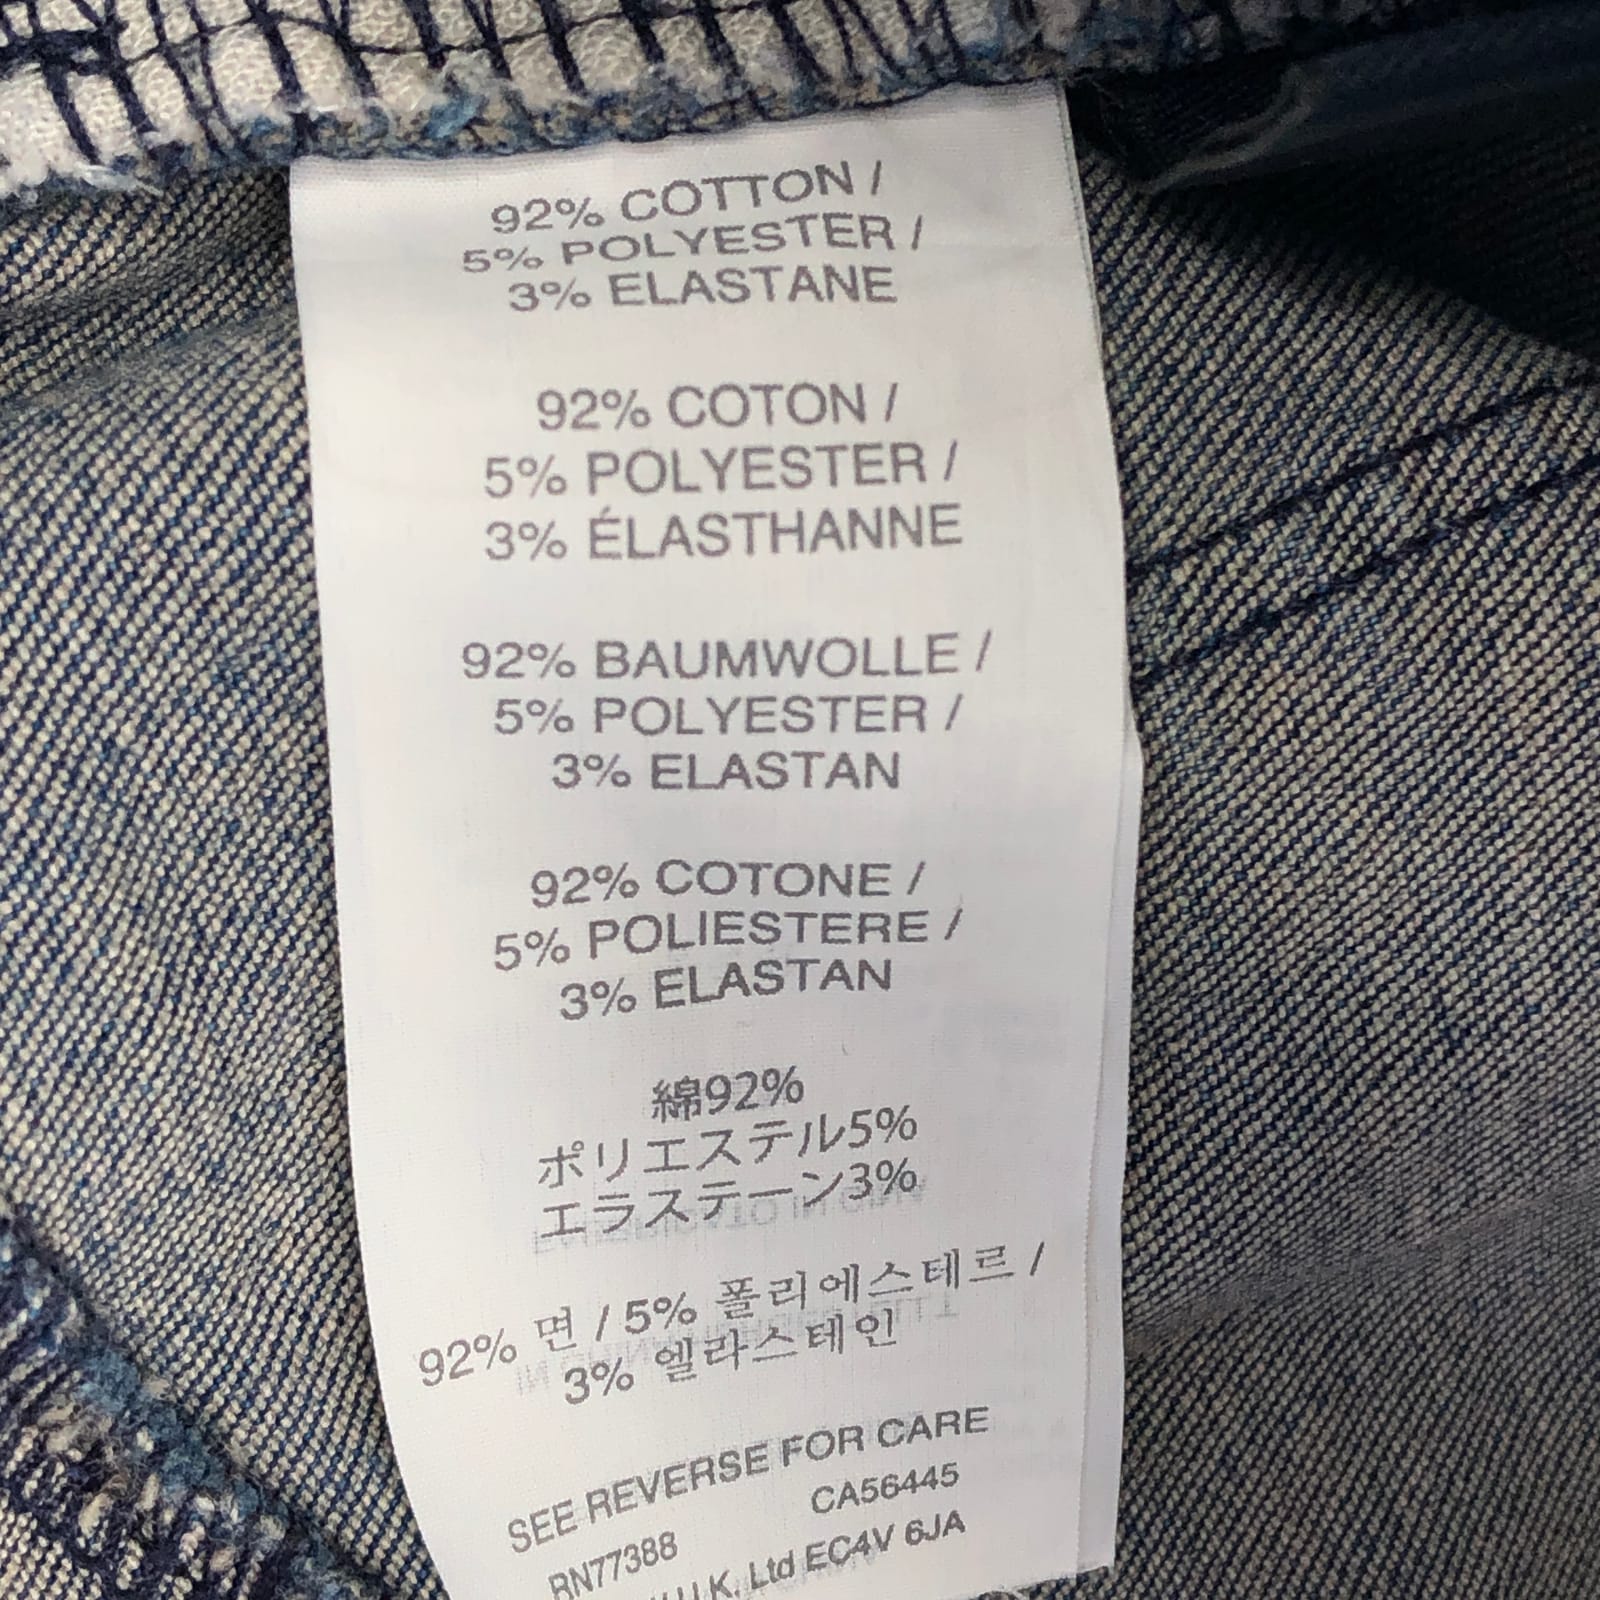 92% COTTON /
5% POLYESTER /
3% ELASTANE
92% COTON /
5% POLYESTER /
3% ÉLASTHANNE
92% BAUMWOLLE /
5% POLYESTER /
3% ELASTAN
92% COTONE /
5% POLIESTERE /
3% ELASTAN
綿92%
ポリエステル5%
エラステーン3%
92% 면 / 5% 폴리에스테르 /
3% 엘라스테인
SEE REVERSE FOR CARE
RN77388 CA56445
U.K. Ltd EC4V 6JA